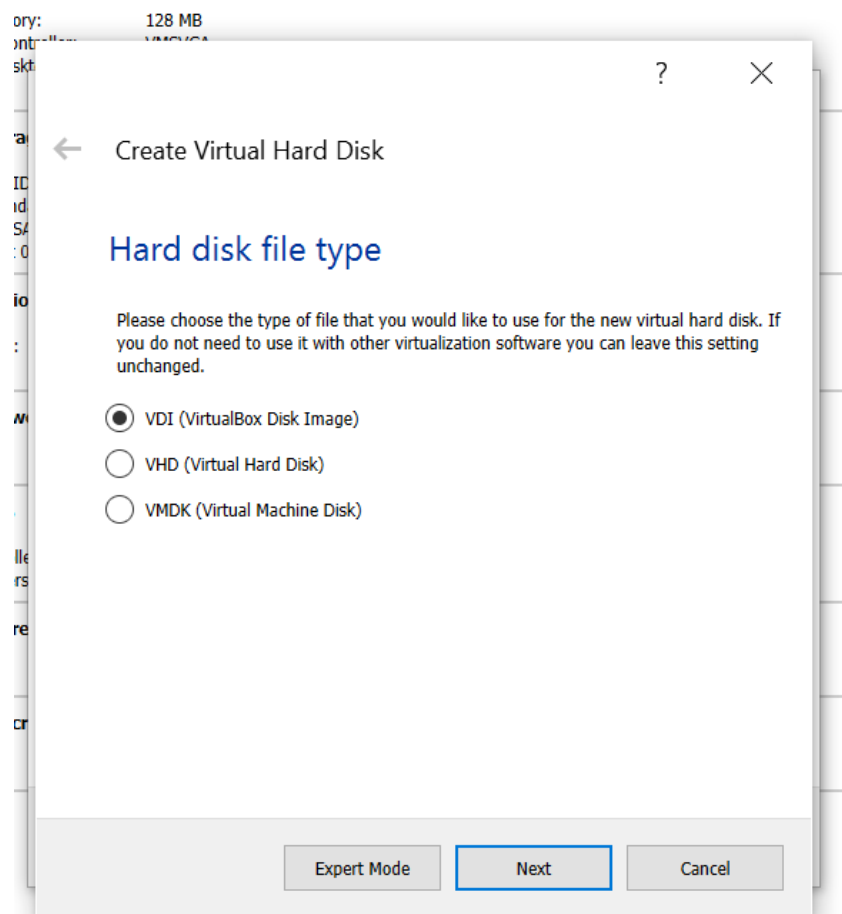 128 MB
?
Create Virtual Hard Disk
Hard disk file type
Please choose the type of file that you would like to use for the new virtual hard disk. If
you do not need to use it with other virtualization software you can leave this setting
unchanged.
VDI (VirtualBox Disk Image)
VHD (Virtual Hard Disk)
VMDK (Virtual Machine Disk)
Expert Mode
Next
Cancel